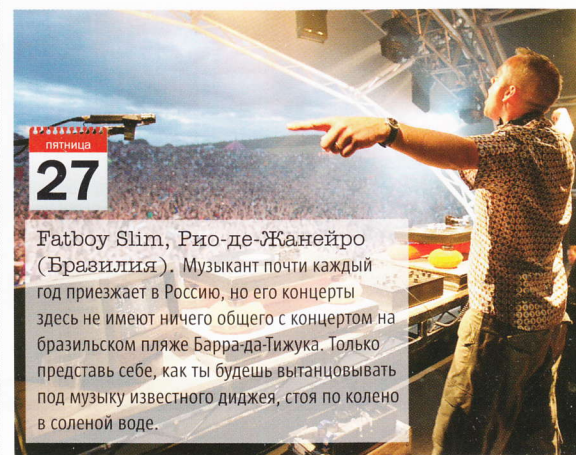 пятница
27
Fatboy Slim, Рио-де-Жанейро
(Бразилия). Музыкант почти каждый
год приезжает в Россию, но его концерты
здесь не имеют ничего общего с концертом на
бразильском пляже Барра-да-Тижука. Только
представь себе, как ты будешь вытанцовывать
под музыку известного диджея, стоя по колено
в соленой воде.